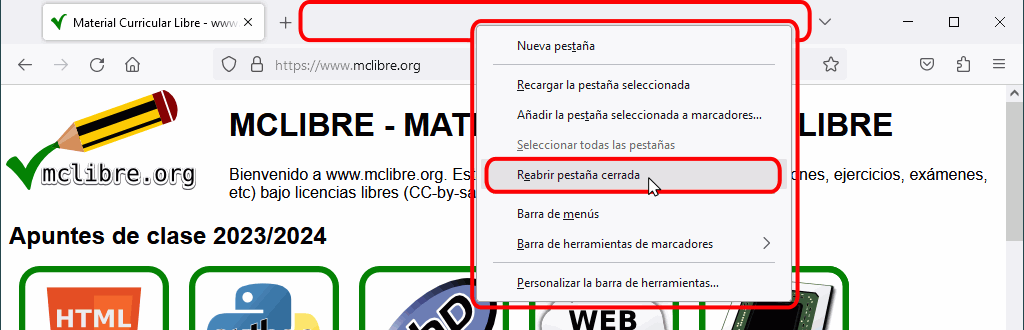 Material Curricular Libre - www
https://www.mclibre.org
Nueva pestaña
Recargar la pestaña seleccionada
Añadir la pestaña seleccionada a marcadores...
Seleccionar todas las pestañas
Reabrir pestaña cerrada
Barra de menús
Barra de herramientas de marcadores
Personalizar la barra de herramientas...
mclibre.org
MCLIBRE - MAT LIBRE
Bienvenido a www.mclibre.org. Es ones, ejercicios, exámenes,
etc) bajo licencias libres (CC-by-sa
Apuntes de clase 2023/2024
HTML
WEB